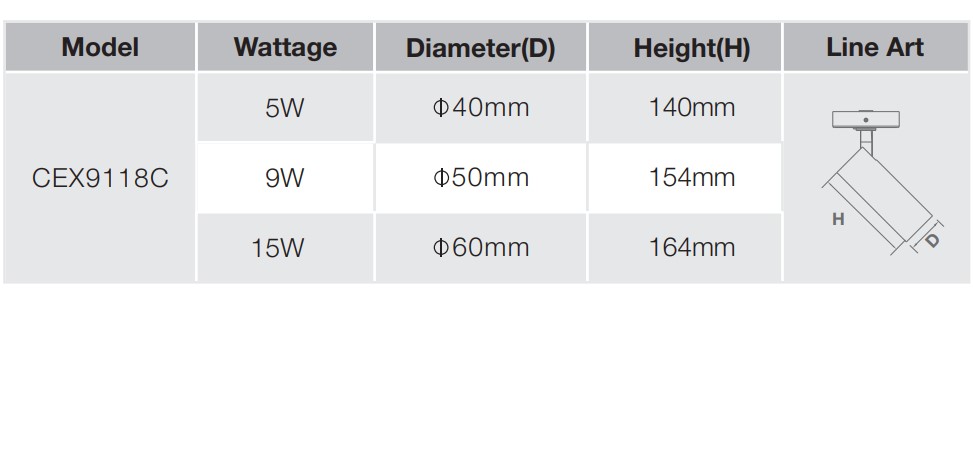 Model Wattage Diameter(D) Height(H) Line Art
5W Φ40mm 140mm
CEX9118C 9W Φ50mm 154mm
15W Φ60mm 164mm
H
D